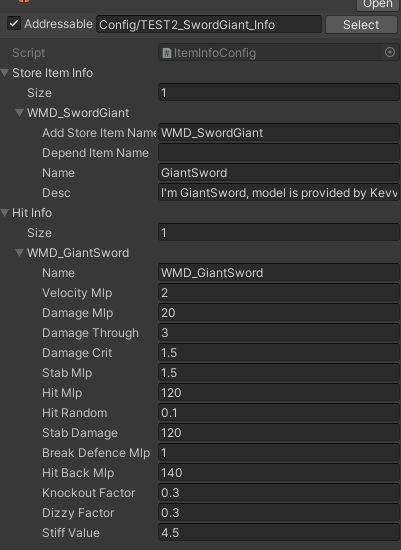 Open
Addressable Config/TEST2_SwordGiant_Info Select
Script ItemInfoConfig
Store Item Info
Size 1
WMD_SwordGiant
Add Store Item Name WMD_SwordGiant
Depend Item Name
Name GiantSword
Desc I'm GiantSword, model is provided by Kevv
Hit Info
Size 1
WMD_GiantSword
Name WMD_GiantSword
Velocity Mlp 2
Damage Mlp 20
Damage Through 3
Damage Crit 1.5
Stab Mlp 1.5
Hit Mlp 120
Hit Random 0.1
Stab Damage 120
Break Defence Mlp 1
Hit Back Mlp 140
Knockout Factor 0.3
Dizzy Factor 0.3
Stiff Value 4.5